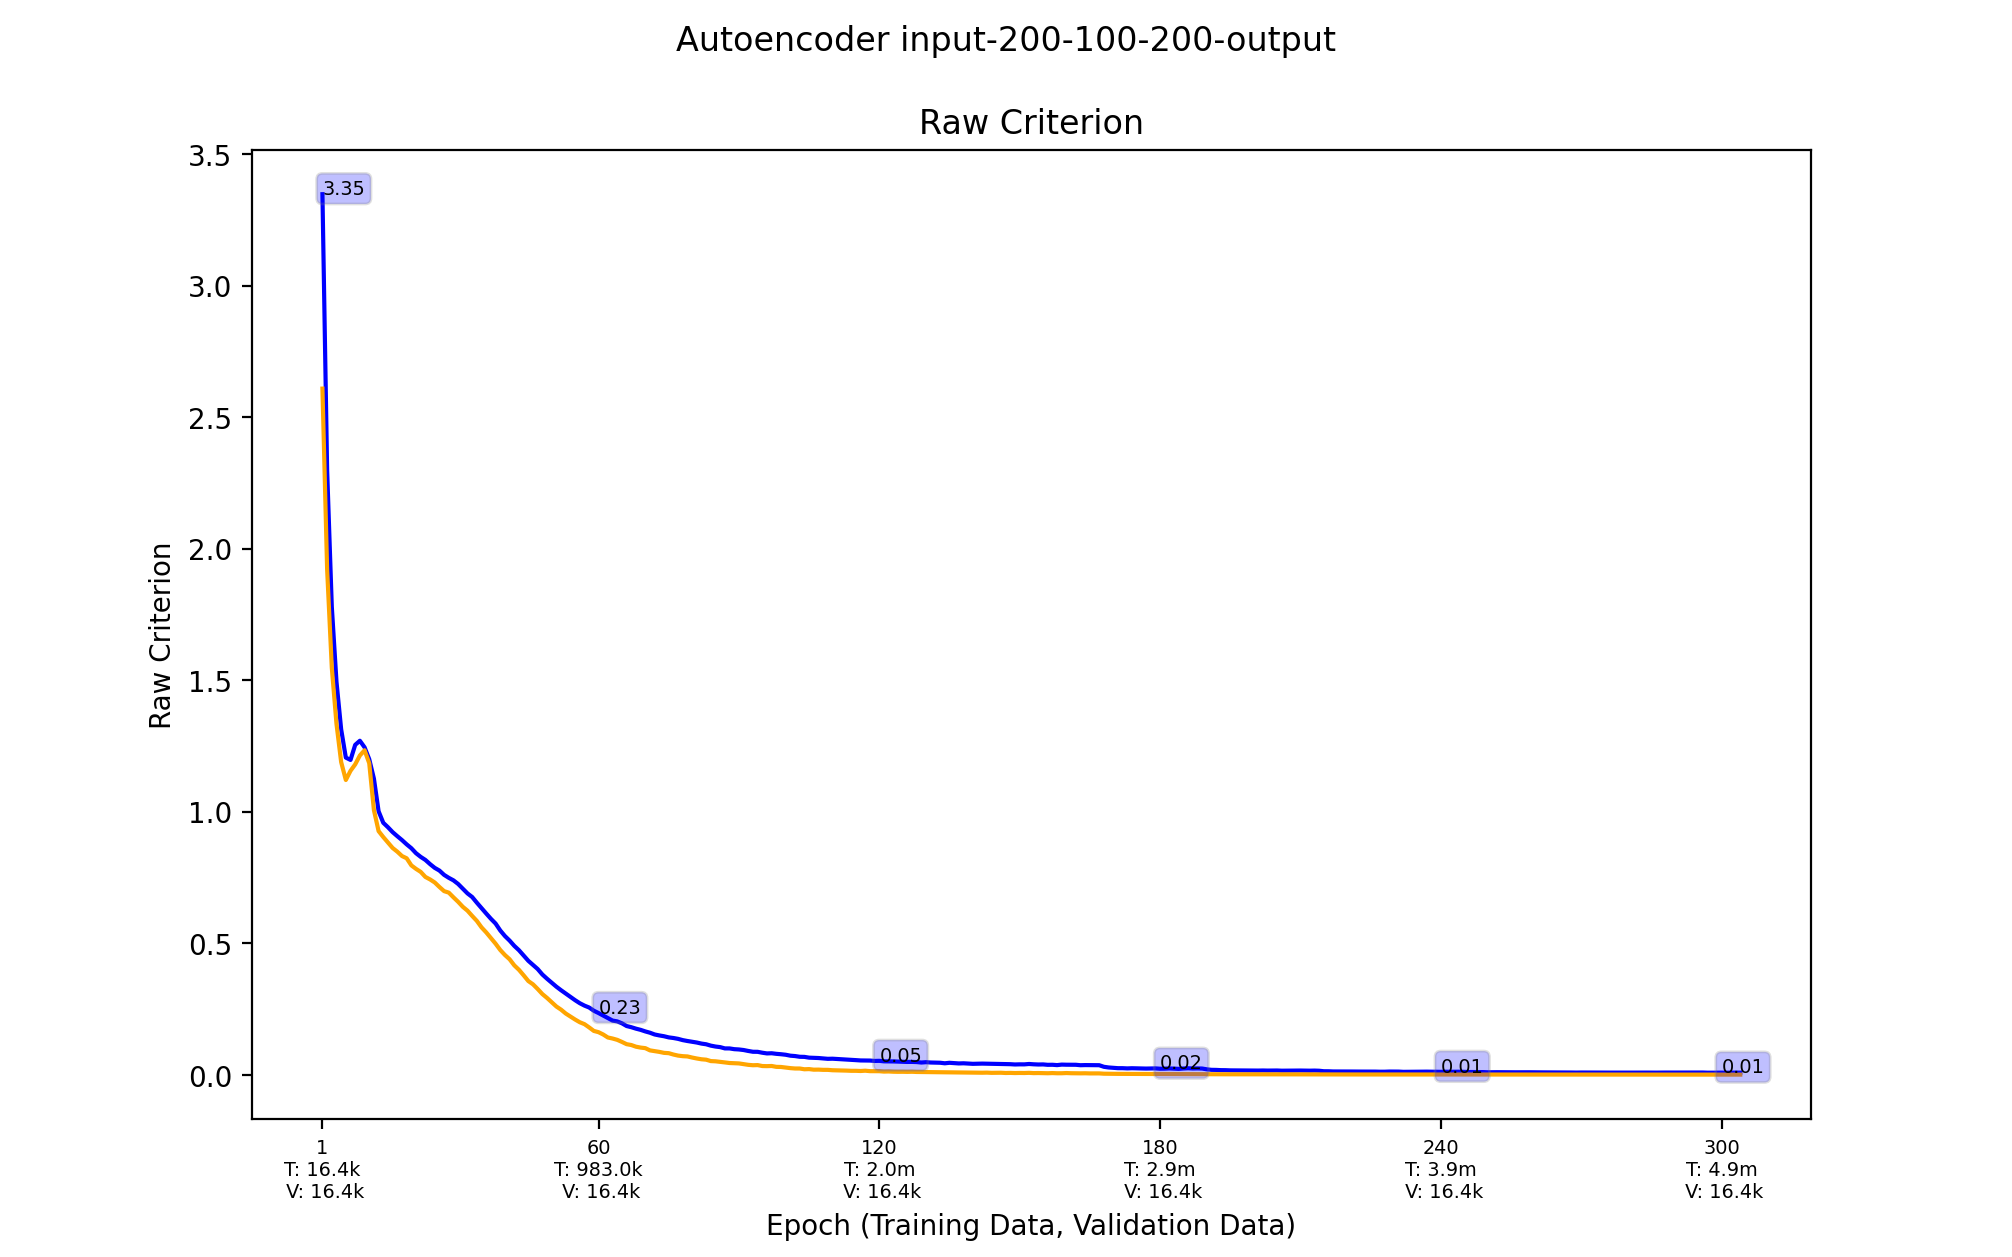 Autoencoder input-200-100-200-output
Raw Criterion
3.5
3.0
2.5
2.0
1.5
1.0
0.5
0.0
Raw Criterion
3.35
0.23
0.05
0.02
0.01
0.01
1 60 120 180 240 300
T: 16.4k T: 983.0k T: 2.0m T: 2.9m T: 3.9m T: 4.9m
V: 16.4k V: 16.4k V: 16.4k V: 16.4k V: 16.4k V: 16.4k
Epoch (Training Data, Validation Data)